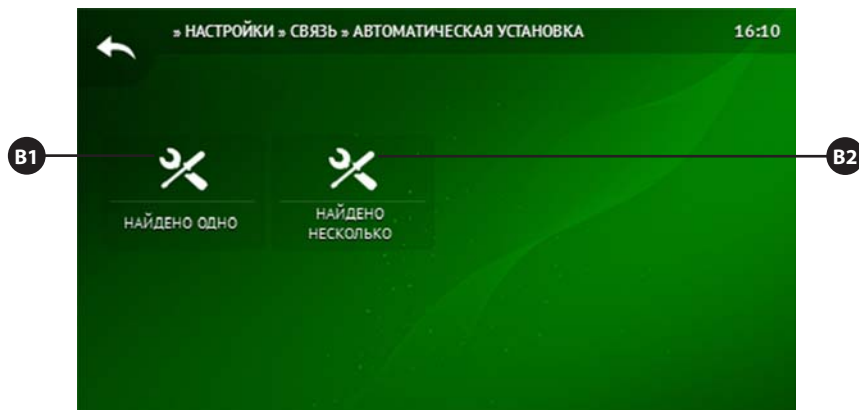 » НАСТРОЙКИ » СВЯЗЬ » АВТОМАТИЧЕСКАЯ УСТАНОВКА 16:10
B1 B2
НАЙДЕНО ОДНО
НАЙДЕНО
НЕСКОЛЬКО